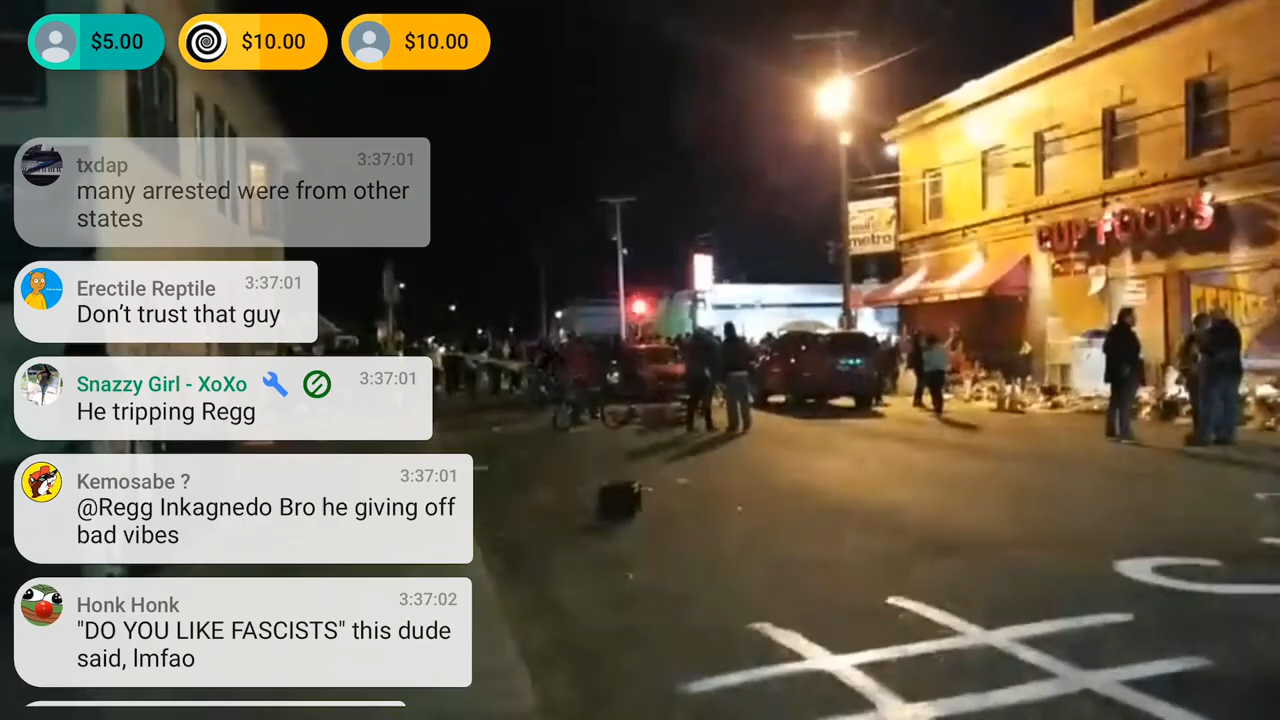 $5.00
$10.00
$10.00
txdap
3:37:01
many arrested were from other
states
Erectile Reptile
3:37:01
Don't trust that guy
Snazzy Girl - XoXo
3:37:01
He tripping Regg
Kemosabe ?
3:37:01
@Regg Inkagnedo Bro he giving off
bad vibes
Honk Honk
3:37:02
"DO YOU LIKE FASCISTS" this dude
said, lmfao
metro
CUP FOODS
#